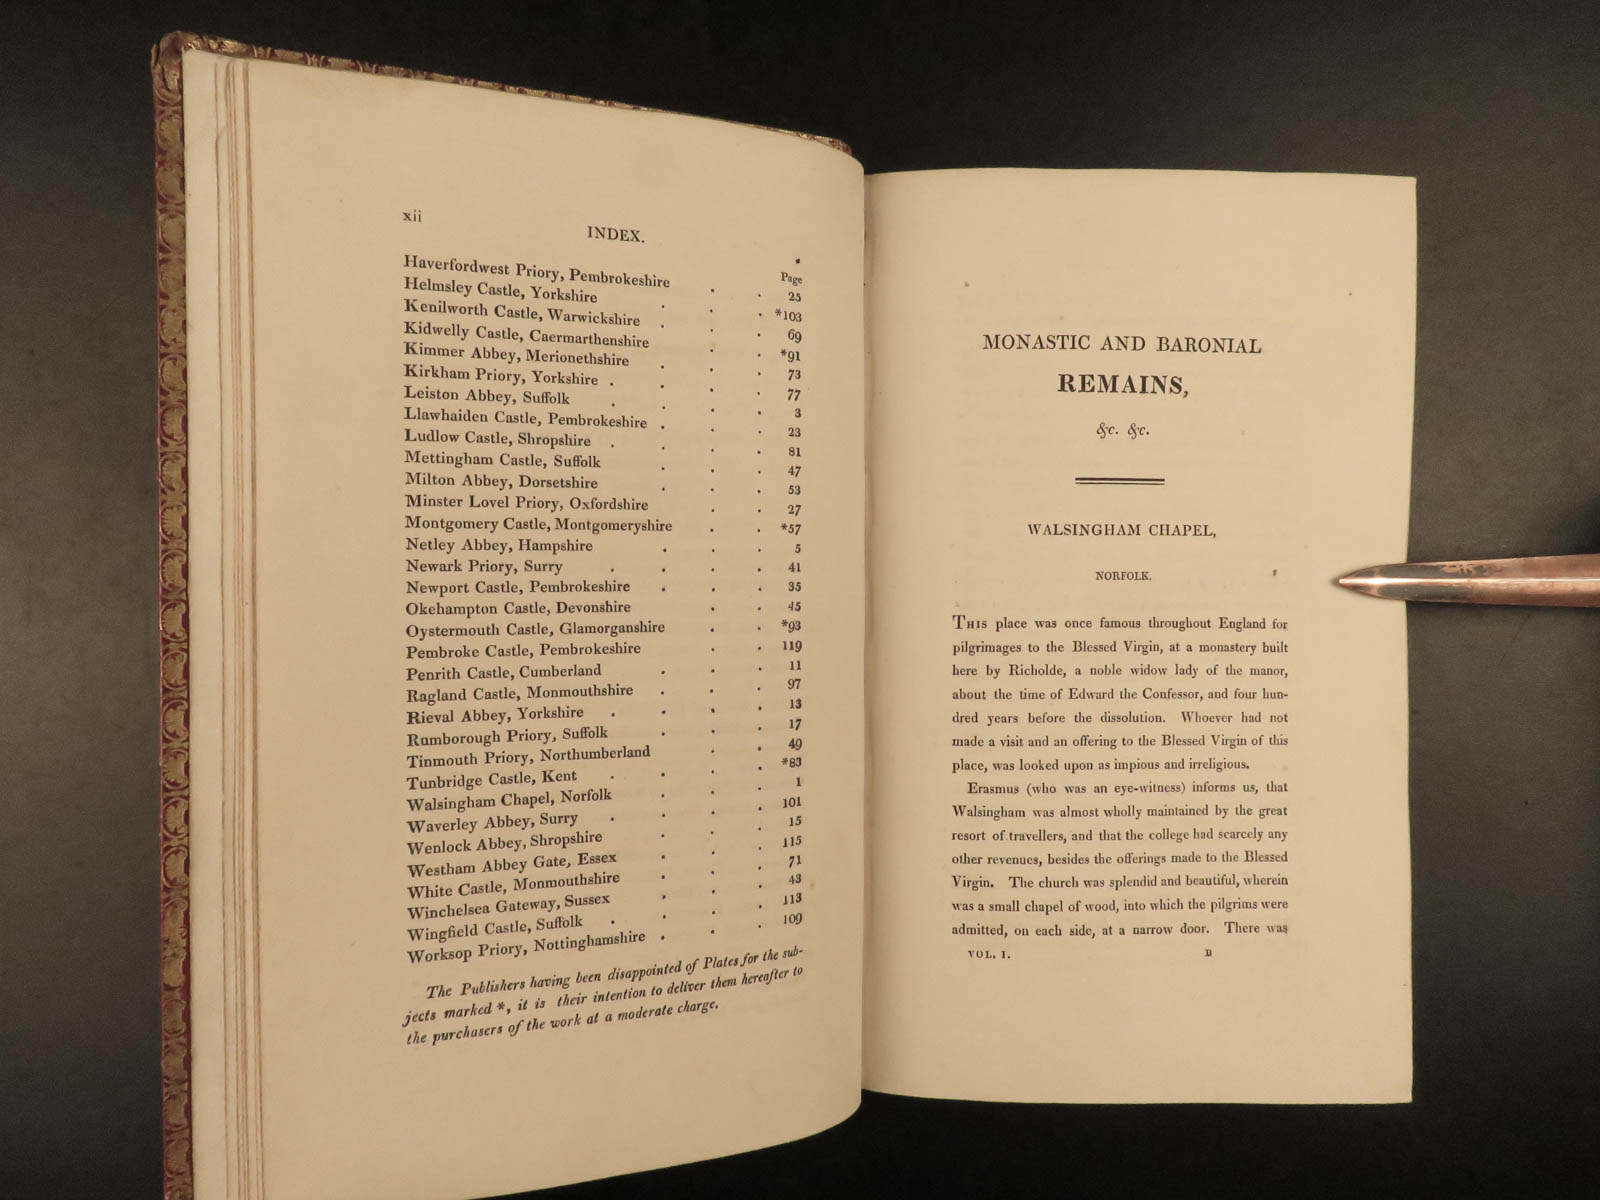 xii
INDEX.
Page
Haverfordwest Priory, Pembrokeshire . . 25
Helmsley Castle, Yorkshire . . . *103
Kenilworth Castle, Warwickshire . . . 69
Kidwelly Castle, Caermarthenshire . . *91
Kimmer Abbey, Merionethshire . . . 73
Kirkham Priory, Yorkshire . . . . 77
Leiston Abbey, Suffolk . . . . 3
Llawhaiden Castle, Pembrokeshire . . . 23
Ludlow Castle, Shropshire . . . . 81
Mettingham Castle, Suffolk . . . 47
Milton Abbey, Dorsetshire . . . 53
Minster Lovel Priory, Oxfordshire . . 27
Montgomery Castle, Montgomeryshire . . *57
Netley Abbey, Hampshire . . . 5
Newark Priory, Surry . . . . 41
Newport Castle, Pembrokeshire . . . 35
Okehampton Castle, Devonshire . . 45
Oystermouth Castle, Glamorganshire . . *93
Pembroke Castle, Pembrokeshire . . 119
Penrith Castle, Cumberland . . . 11
Ragland Castle, Monmouthshire . . . 97
Rieval Abbey, Yorkshire . . . . 13
Rumborough Priory, Suffolk . . . 17
Tinmouth Priory, Northumberland . . 49
Tunbridge Castle, Kent . . . . *83
Walsingham Chapel, Norfolk . . . 1
Waverley Abbey, Surry . . . . 101
Wenlock Abbey, Shropshire . . . 15
Westham Abbey Gate, Essex . . . 115
White Castle, Monmouthshire . . . 71
Winchelsea Gateway, Sussex . . . 43
Wingfield Castle, Suffolk . . . . 113
Worksop Priory, Nottinghamshire . . . 109
The Publishers having been disappointed of Plates for the sub-
jects marked *, it is their intention to deliver them hereafter to
the purchasers of the work at a moderate charge.
MONASTIC AND BARONIAL
REMAINS,
&c. &c.
WALSINGHAM CHAPEL,
NORFOLK.
THIS place was once famous throughout England for
pilgrimages to the Blessed Virgin, at a monastery built
here by Richolde, a noble widow lady of the manor,
about the time of Edward the Confessor, and four hun-
dred years before the dissolution. Whoever had not
made a visit and an offering to the Blessed Virgin of this
place, was looked upon as impious and irreligious.
Erasmus (who was an eye-witness) informs us, that
Walsingham was almost wholly maintained by the great
resort of travellers, and that the college had scarcely any
other revenues, besides the offerings made to the Blessed
Virgin. The church was splendid and beautiful, wherein
was a small chapel of wood, into which the pilgrims were
admitted, on each side, at a narrow door. There was
VOL. I. B